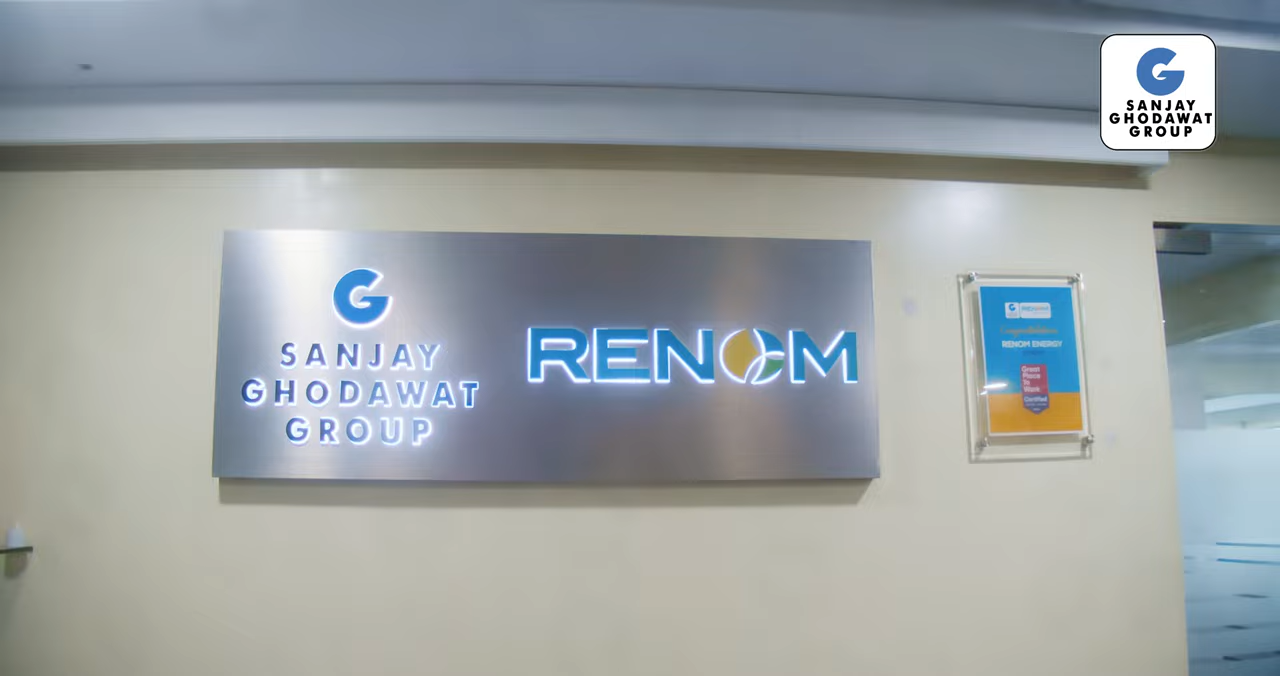 SANJAY
GHODAWAT
GROUP
SANJAY
GHODAWAT
GROUP
RENOM
RENOM ENERGY
Great
Place
To
Work
Certified